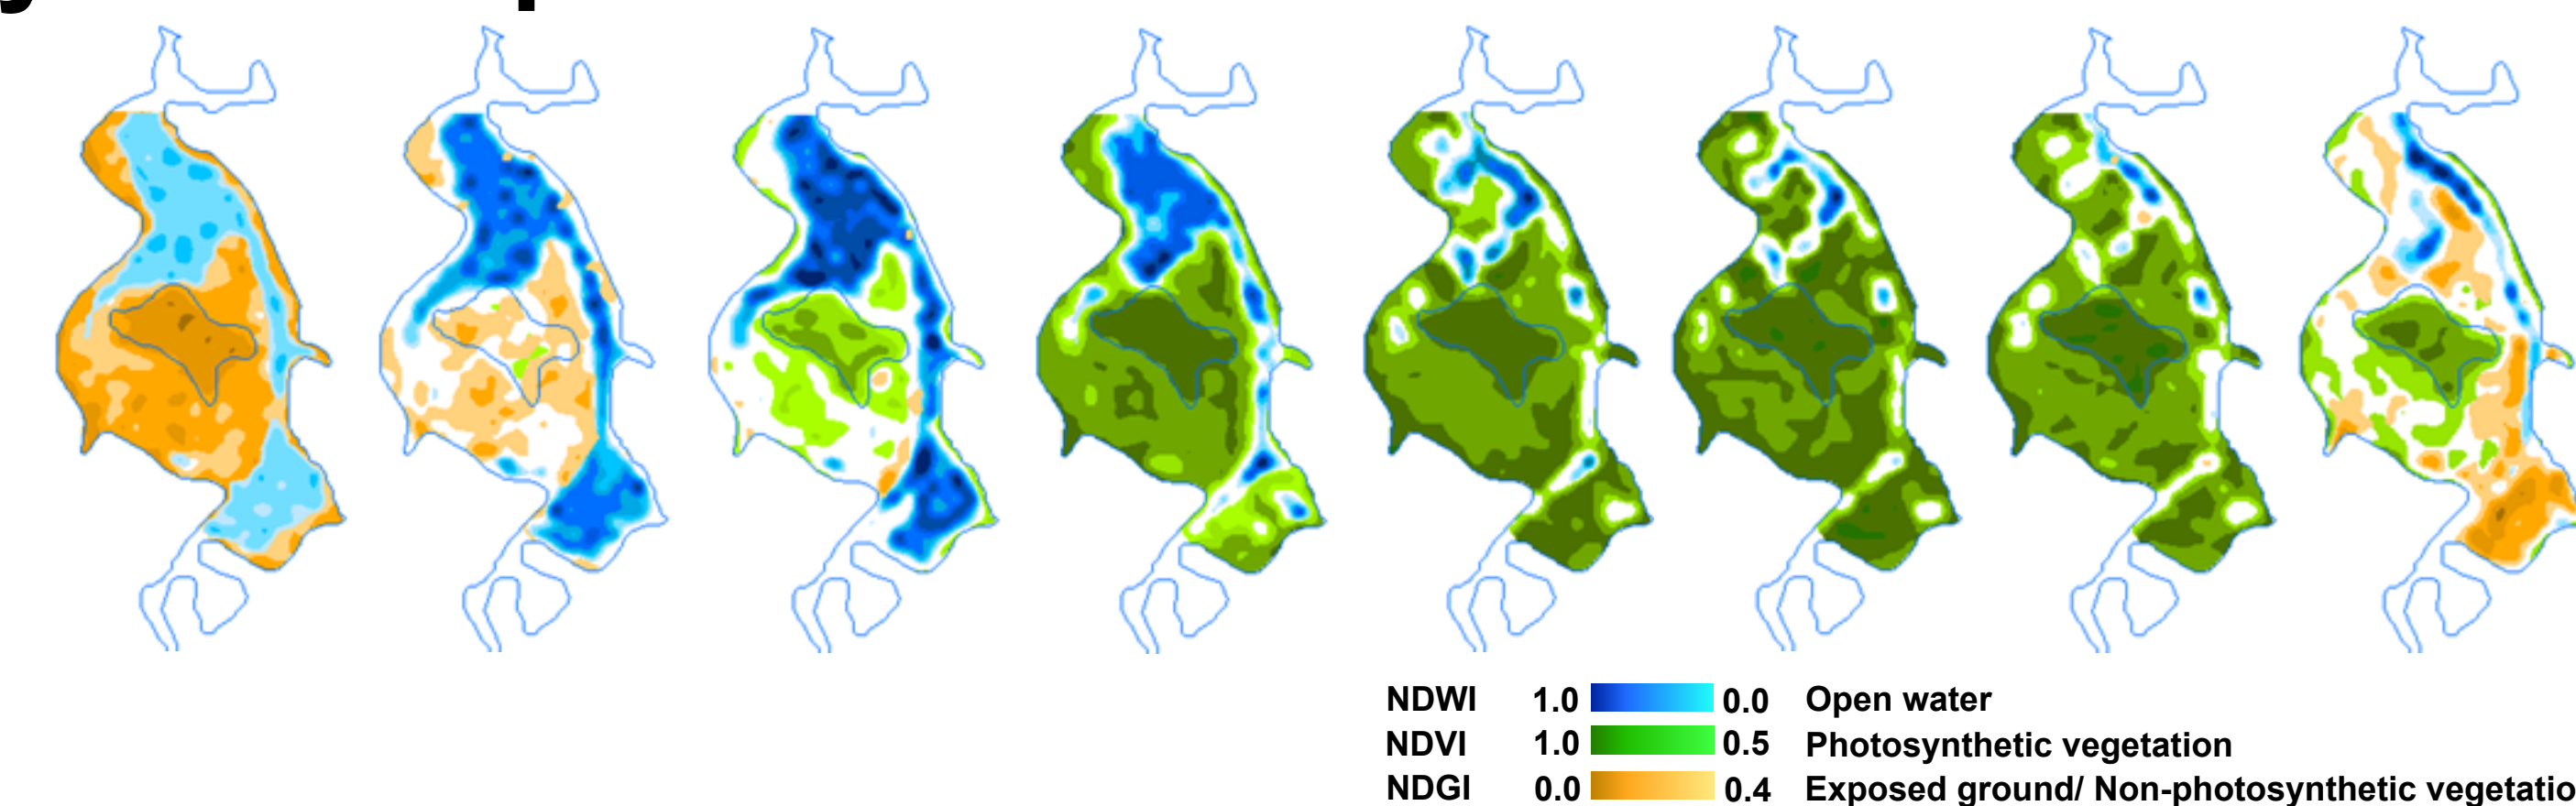 NDWI 1.0 0.0 Open water
NDVI 1.0 0.5 Photosynthetic vegetation
NDGI 0.0 0.4 Exposed ground/ Non-photosynthetic vegetatio